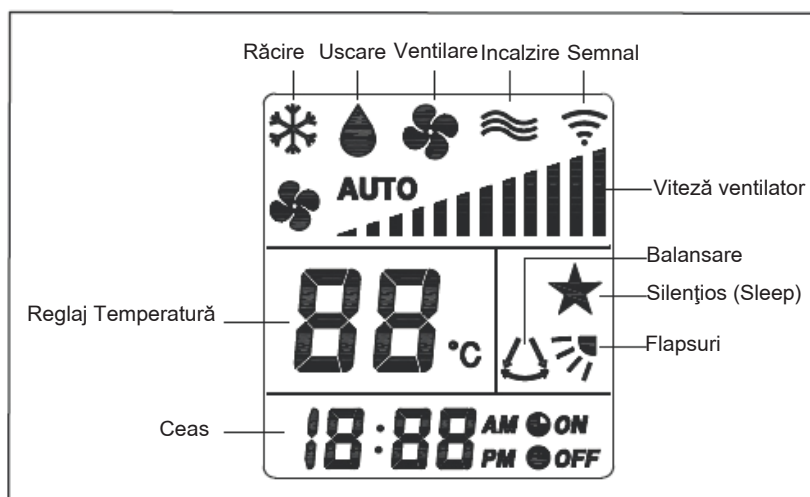 Răcire Uscare Ventilare Incalzire Semnal
AUTO
Viteză ventilator
Balansare
Silenţios (Sleep)
Reglaj Temperatură
88 °C
Flapsuri
Ceas
18:88 AM ON
PM OFF